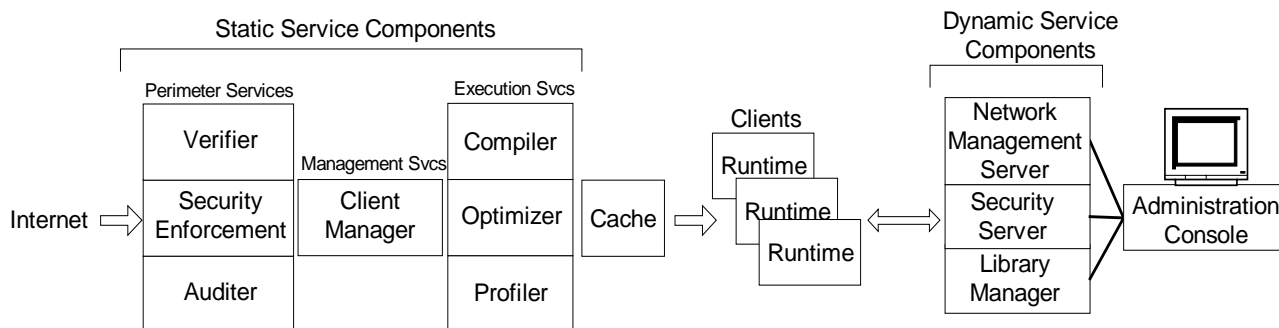 Static Service Components
Dynamic Service
Components
Perimeter Services
Execution Svcs
Verifier
Management Svcs
Compiler
Clients
Runtime
Network
Management
Server
Internet
Security
Enforcement
Client
Manager
Optimizer
Cache
Runtime
Runtime
Security
Server
Administration
Console
Auditer
Profiler
Library
Manager